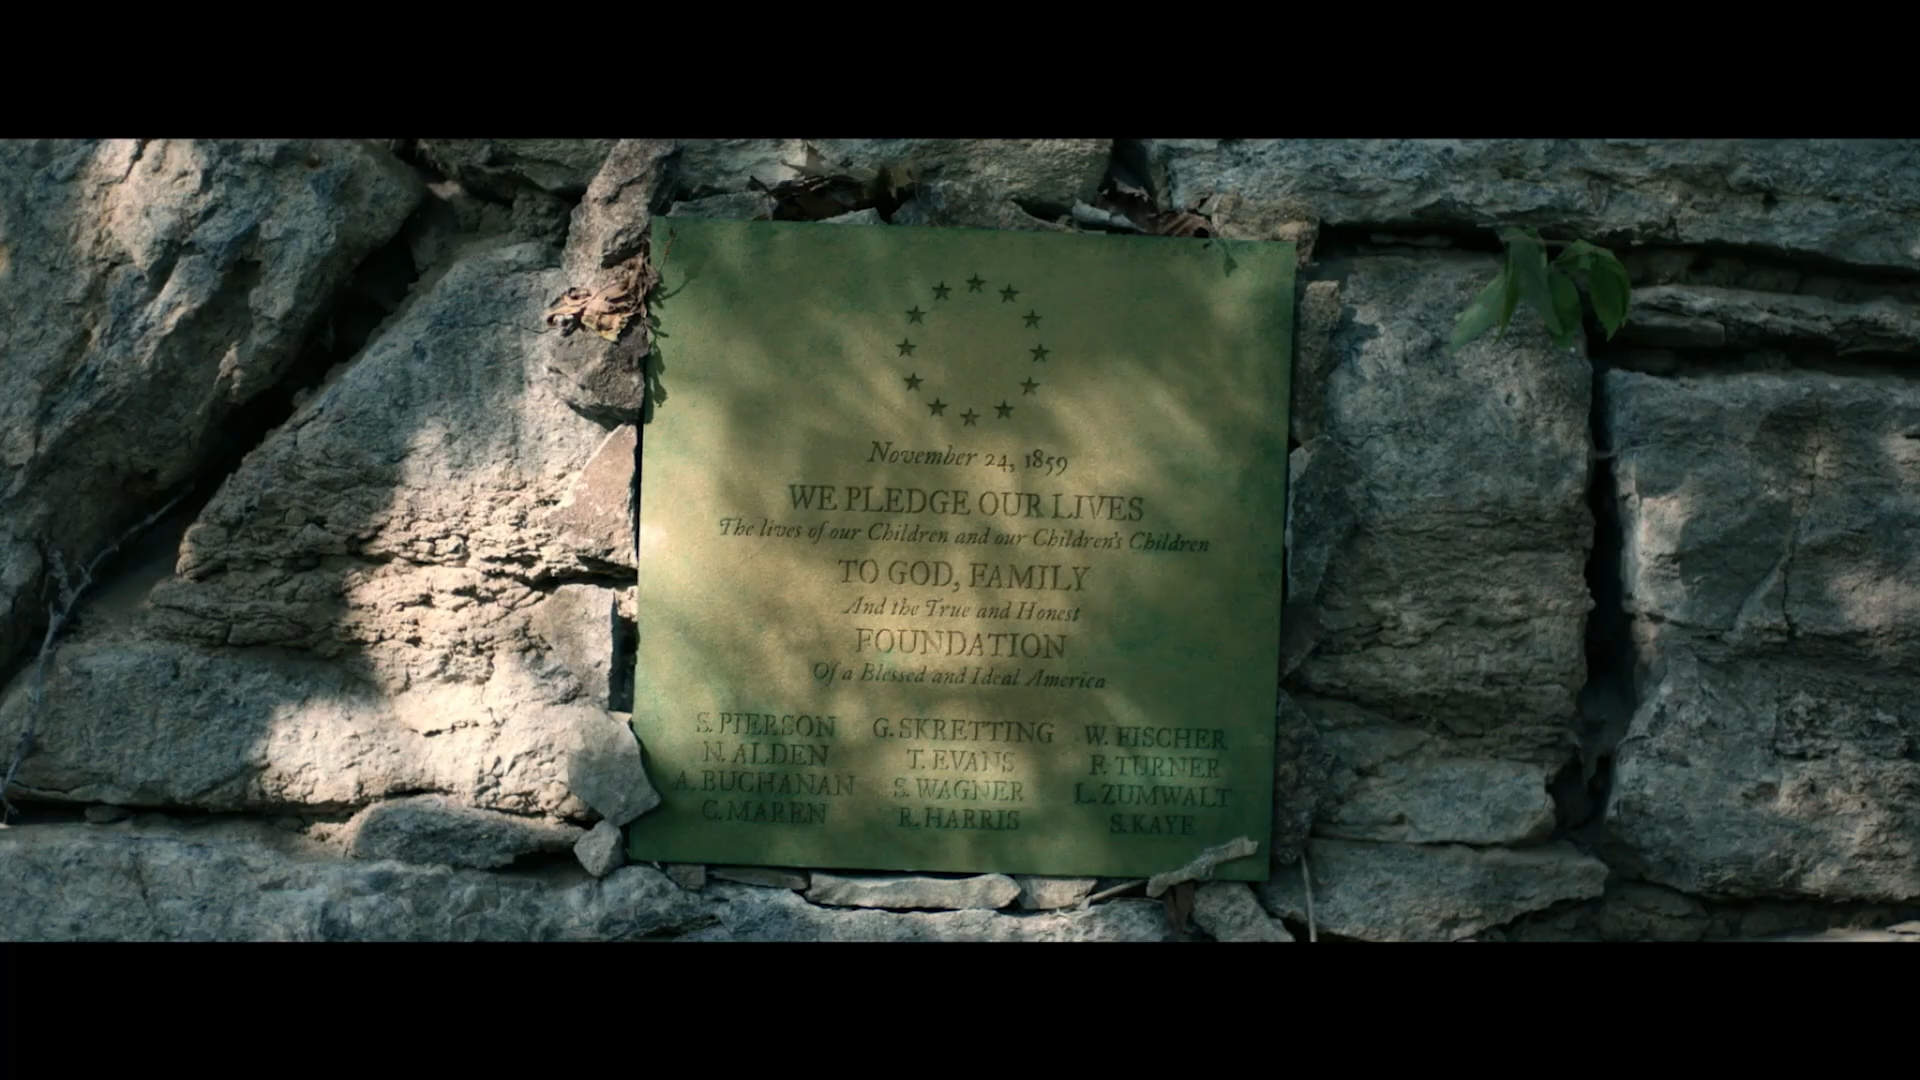 November 24, 1859
WE PLEDGE OUR LIVES
The lives of our Children and our Children's Children
TO GOD, FAMILY
And the True and Honest
FOUNDATION
Of a Blessed and Ideal America
S. PIERSON G. SKRETTING W. FISCHER
N. ALDEN T. EVANS F. TURNER
A. BUCHANAN S. WAGNER L. ZUMWALT
C. MAREN R. HARRIS S. KAYE